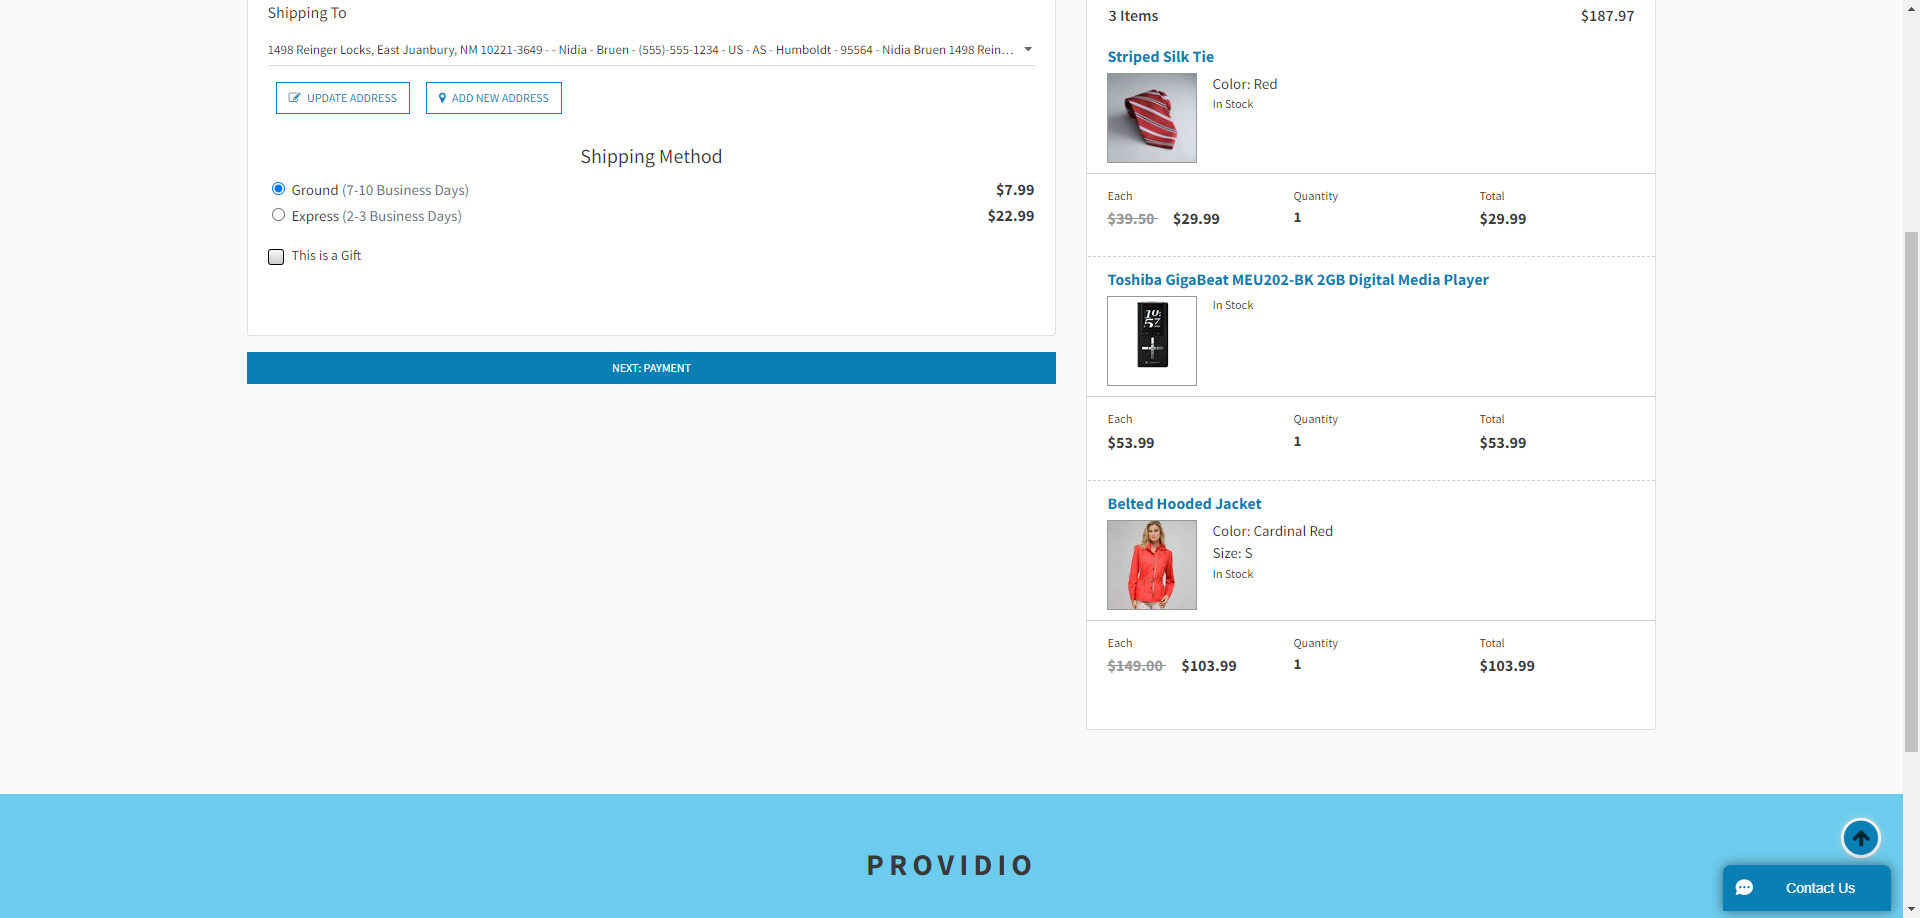 Shipping To
1498 Reinger Locks, East Juanbury, NM 10221-3649 - - Nidia - Bruen - (555)-555-1234 - US - AS - Humboldt - 95564 - Nidia Bruen 1498 Rein...
UPDATE ADDRESS
ADD NEW ADDRESS
Shipping Method
Ground (7-10 Business Days) $7.99
Express (2-3 Business Days) $22.99
This is a Gift
NEXT: PAYMENT
3 Items $187.97
Striped Silk Tie
Color: Red
In Stock
Each Quantity Total
$39.50 $29.99 1 $29.99
Toshiba GigaBeat MEU202-BK 2GB Digital Media Player
10:
57
In Stock
Each Quantity Total
$53.99 1 $53.99
Belted Hooded Jacket
Color: Cardinal Red
Size: S
In Stock
Each Quantity Total
$149.00 $103.99 1 $103.99
PROVIDIO
Contact Us